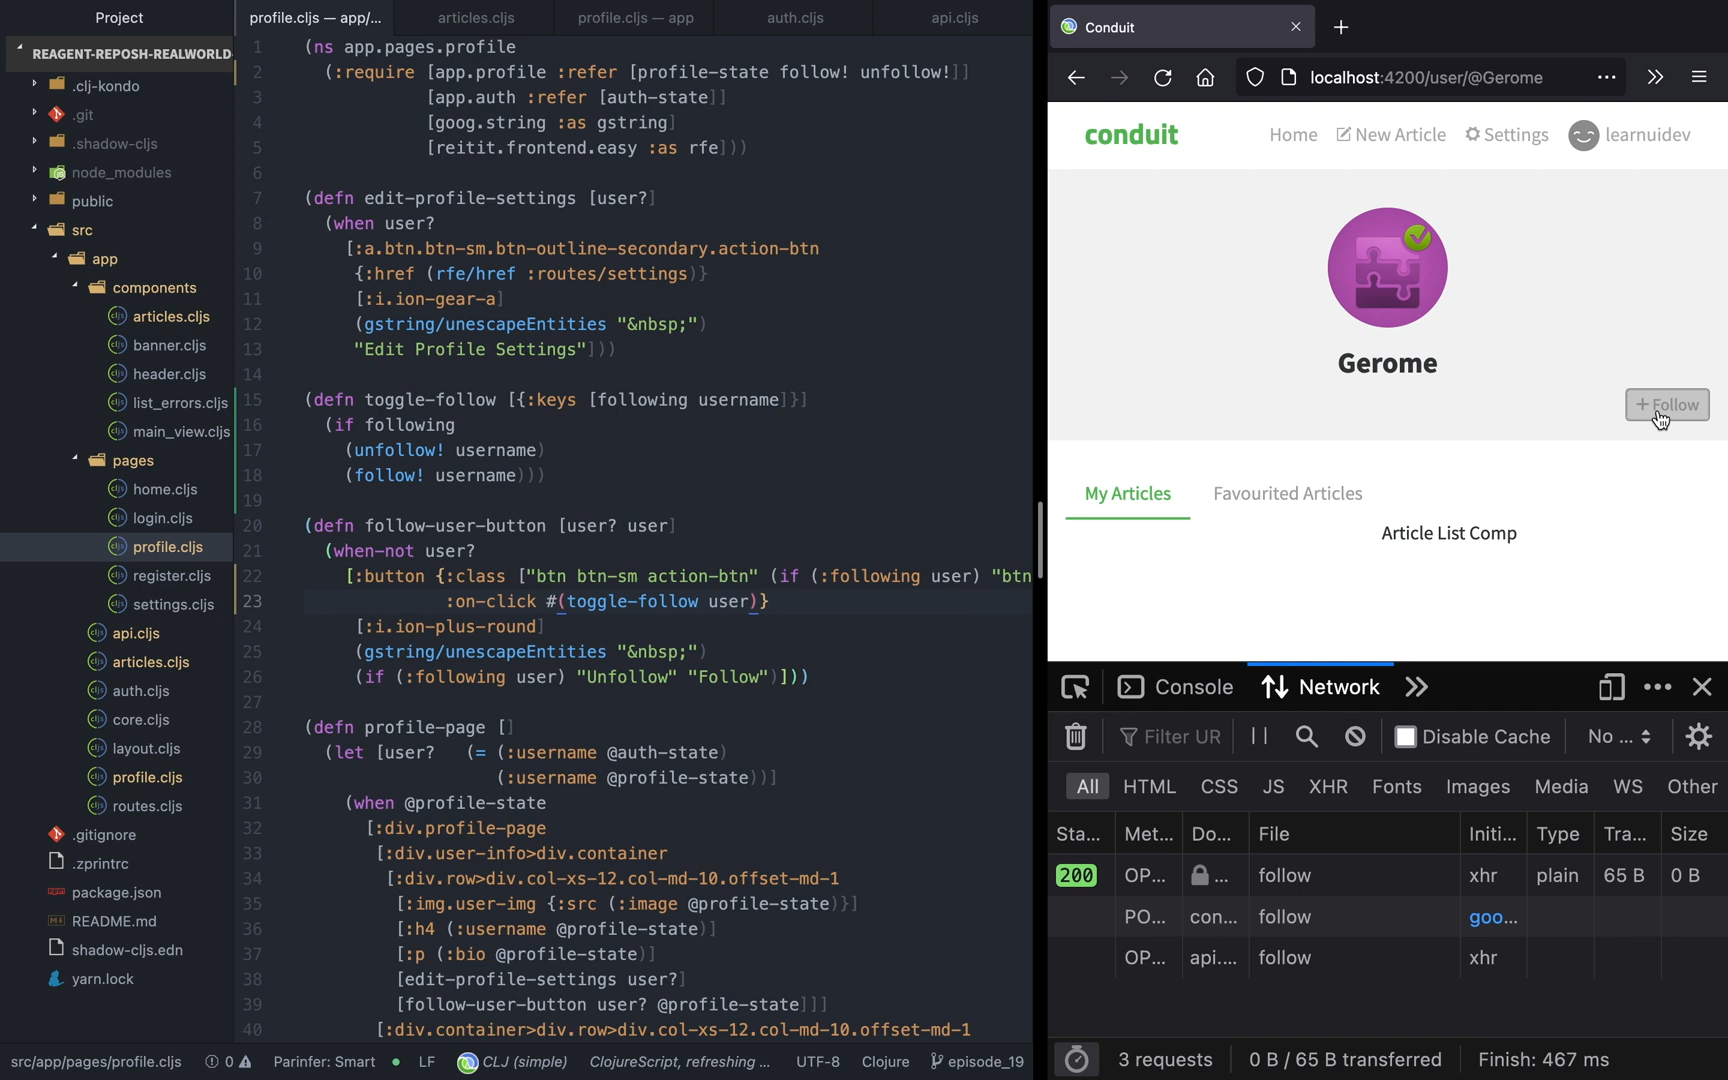 Project
REAGENT-REPOSH-REALWORLD-
.clj-kondo
.git
.shadow-cljs
node_modules
public
src
app
components
articles.cljs
banner.cljs
header.cljs
list_errors.cljs
main_view.cljs
pages
home.cljs
login.cljs
profile.cljs
register.cljs
settings.cljs
api.cljs
articles.cljs
auth.cljs
core.cljs
layout.cljs
profile.cljs
routes.cljs
.gitignore
.zprintrc
package.json
README.md
shadow-cljs.edn
yarn.lock
profile.cljs — app/... articles.cljs profile.cljs — app auth.cljs api.cljs
1 (ns app.pages.profile
2 (:require [app.profile :refer [profile-state follow! unfollow!]]
3 [app.auth :refer [auth-state]]
4 [goog.string :as gstring]
5 [reitit.frontend.easy :as rfe]))
6
7 (defn edit-profile-settings [user?]
8 (when user?
9 [:a.btn.btn-sm.btn-outline-secondary.action-btn
10 {:href (rfe/href :routes/settings)}
11 [:i.ion-gear-a]
12 (gstring/unescapeEntities "&nbsp;")
13 "Edit Profile Settings"]))
14
15 (defn toggle-follow [{:keys [following username]}]
16 (if following
17 (unfollow! username)
18 (follow! username)))
19
20 (defn follow-user-button [user? user]
21 (when-not user?
22 [:button {:class ["btn btn-sm action-btn" (if (:following user) "btn
23 :on-click #(toggle-follow user)}
24 [:i.ion-plus-round]
25 (gstring/unescapeEntities "&nbsp;")
26 (if (:following user) "Unfollow" "Follow")]))
27
28 (defn profile-page []
29 (let [user? (= (:username @auth-state)
30 (:username @profile-state))]
31 (when @profile-state
32 [:div.profile-page
33 [:div.user-info>div.container
34 [:div.row>div.col-xs-12.col-md-10.offset-md-1
35 [:img.user-img {:src (:image @profile-state)}]
36 [:h4 (:username @profile-state)]
37 [:p (:bio @profile-state)]
38 [edit-profile-settings user?]
39 [follow-user-button user? @profile-state]]]
40 [:div.container>div.row>div.col-xs-12.col-md-10.offset-md-1
src/app/pages/profile.cljs 0 Parinfer: Smart LF CLJ (simple) ClojureScript, refreshing ... UTF-8 Clojure episode_19
Conduit
localhost:4200/user/@Gerome
conduit Home New Article Settings learnuidev
Gerome
+ Follow
My Articles Favourited Articles
Article List Comp
Console Network
Filter UR Disable Cache No ...
All HTML CSS JS XHR Fonts Images Media WS Other
Sta... Met... Do... File Initi... Type Tra... Size
200 OP... ... follow xhr plain 65 B 0 B
PO... con... follow goo...
OP... api.... follow xhr
3 requests 0 B / 65 B transferred Finish: 467 ms